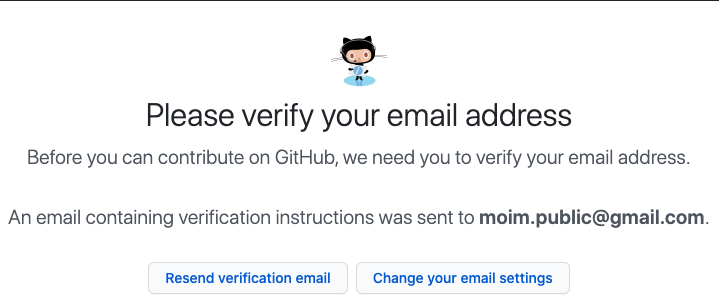 Please verify your email address
Before you can contribute on GitHub, we need you to verify your email address.
An email containing verification instructions was sent to moim.public@gmail.com.
Resend verification email
Change your email settings